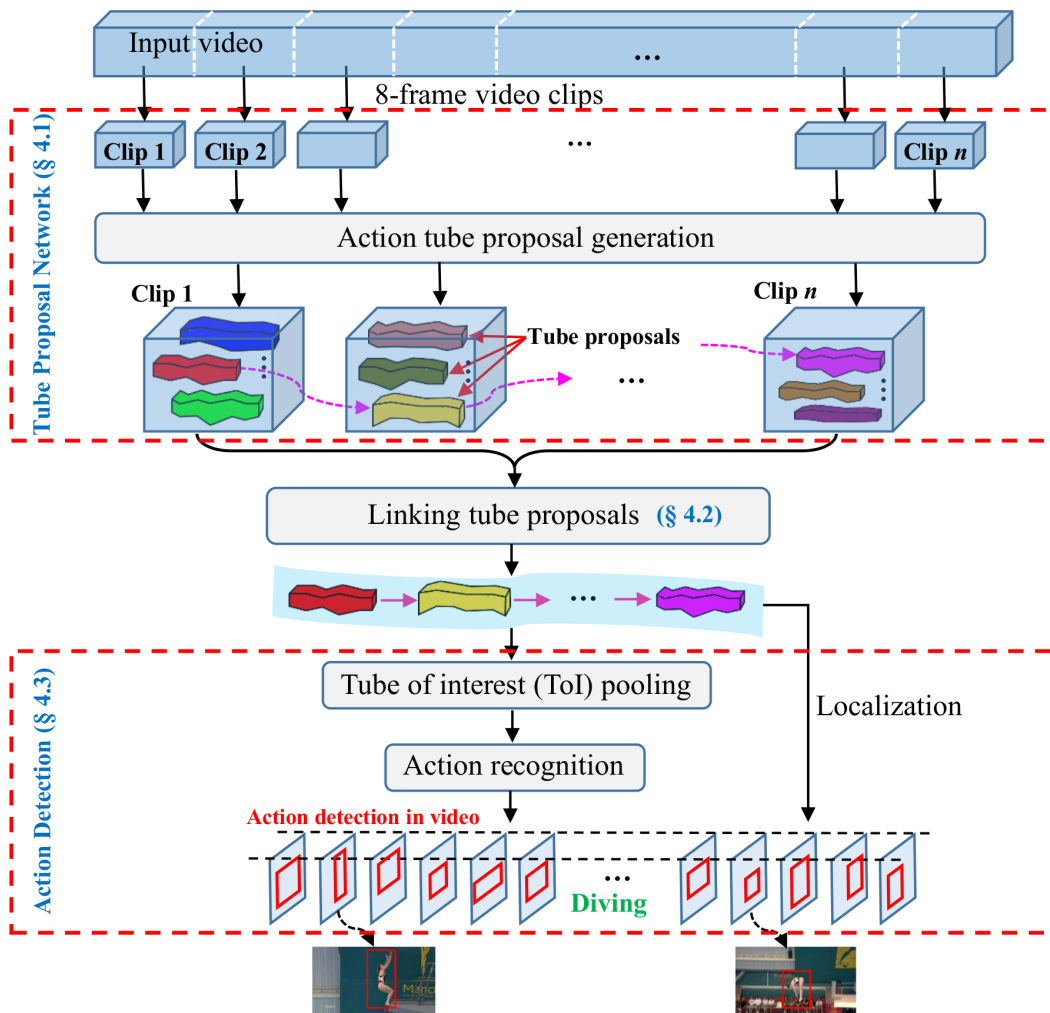 Input video
...
8-frame video clips
Tube Proposal Network (§ 4.1)
Clip 1
Clip 2
...
Clip n
Action tube proposal generation
Clip 1
Clip n
Tube proposals
...
Linking tube proposals (§ 4.2)
...
Action Detection (§ 4.3)
Tube of interest (ToI) pooling
Localization
Action recognition
Action detection in video
...
Diving